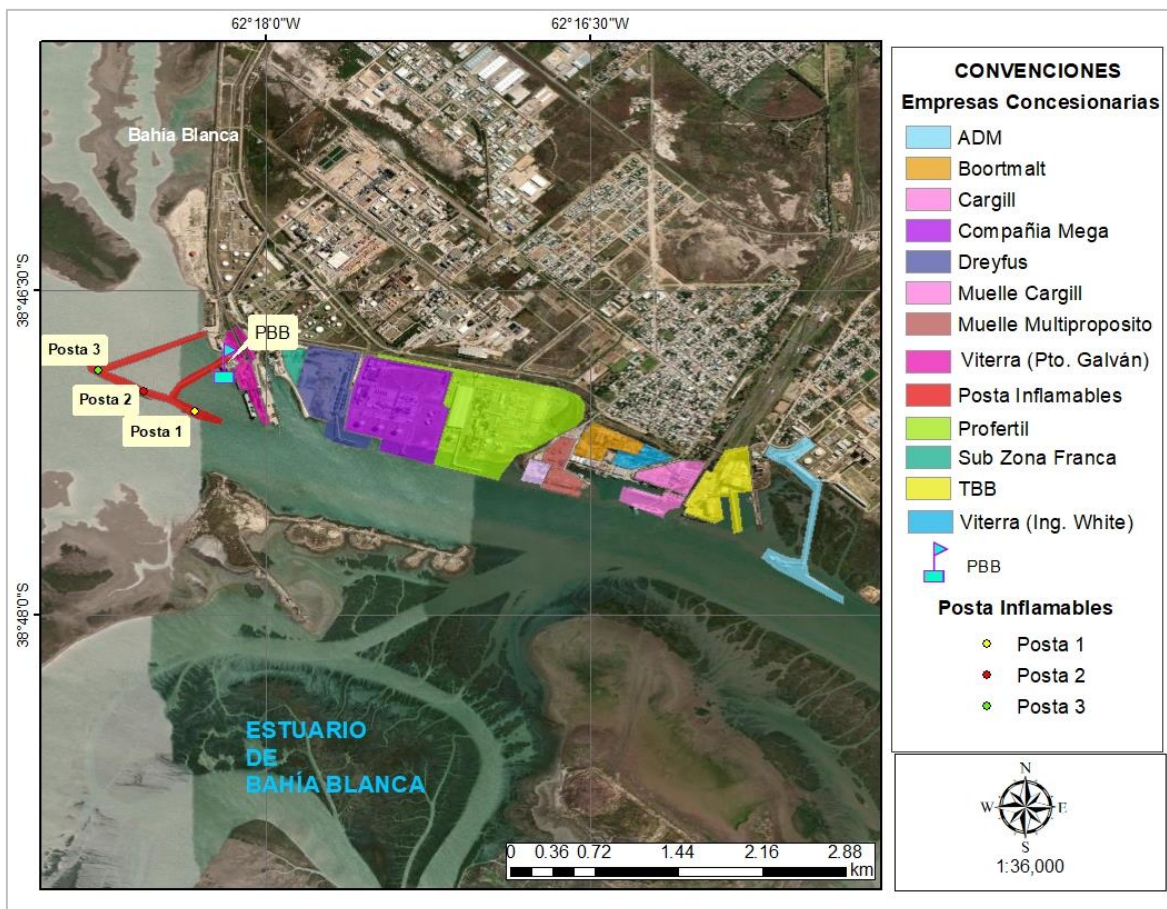 62°18'0"W
62°16'30"W
38°46'30"S
38°48'0"S
Bahía Blanca
PBB
Posta 3
Posta 2
Posta 1
ESTUARIO
DE
BAHÍA BLANCA
0 0.36 0.72 1.44 2.16 2.88
km
CONVENCIONES
Empresas Concesionarias
ADM
Boortmalt
Cargill
Compañia Mega
Dreyfus
Muelle Cargill
Muelle Multiproposito
Viterra (Pto. Galván)
Posta Inflamables
Profertil
Sub Zona Franca
TBB
Viterra (Ing. White)
PBB
Posta Inflamables
Posta 1
Posta 2
Posta 3
N
W E
S
1:36,000